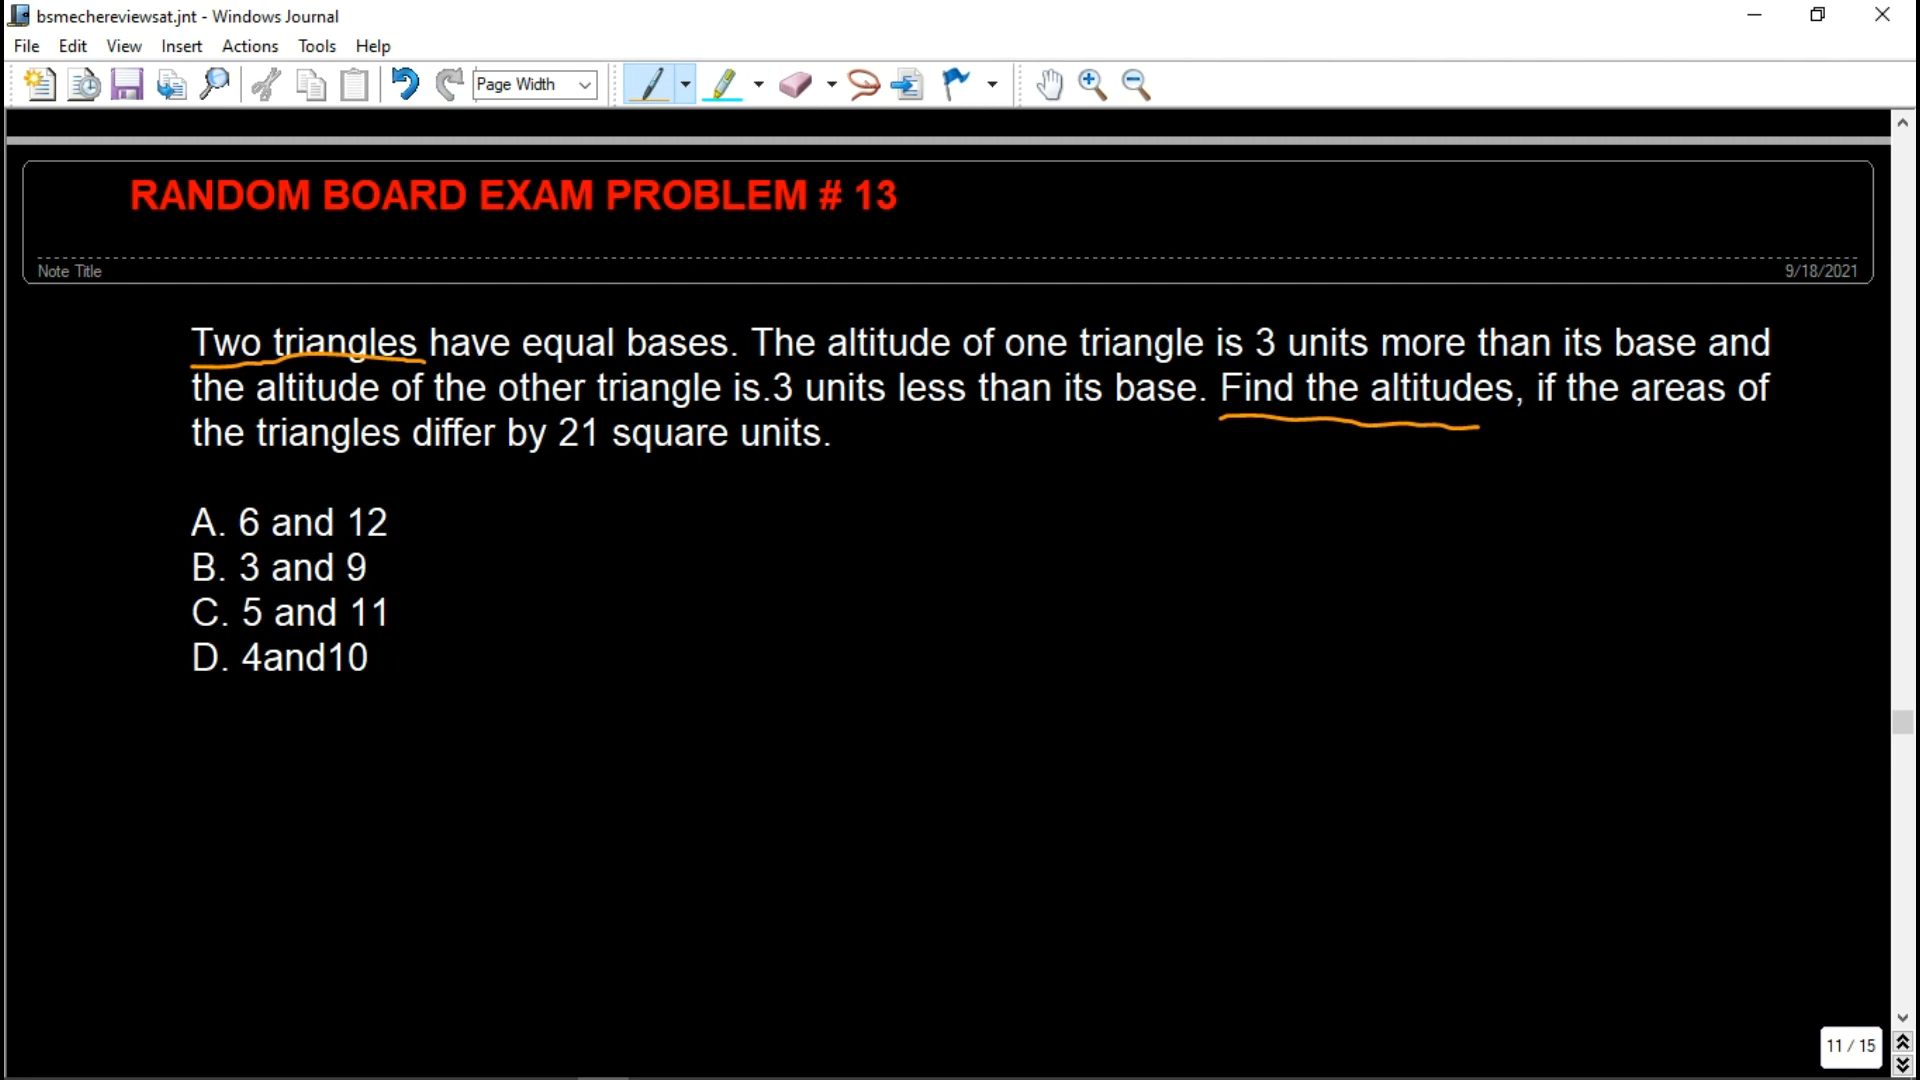 bsmechereviewsat.jnt - Windows Journal
File Edit View Insert Actions Tools Help
Page Width
RANDOM BOARD EXAM PROBLEM # 13
Note Title
9/18/2021
Two triangles have equal bases. The altitude of one triangle is 3 units more than its base and
the altitude of the other triangle is.3 units less than its base. Find the altitudes, if the areas of
the triangles differ by 21 square units.
A. 6 and 12
B. 3 and 9
C. 5 and 11
D. 4and10
11 / 15